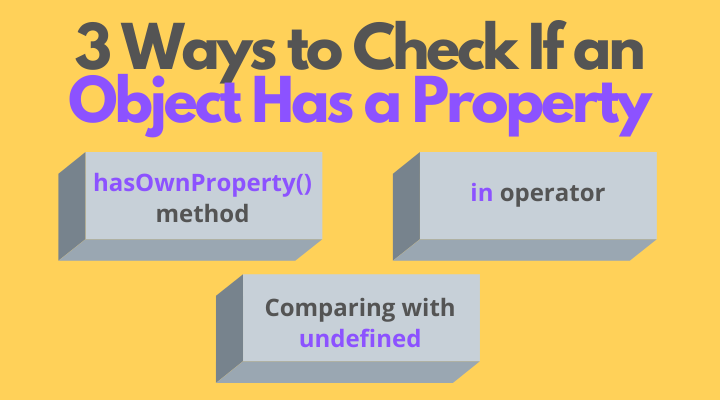 3 Ways to Check If an
Object Has a Property
hasOwnProperty()
method
in operator
Comparing with
undefined